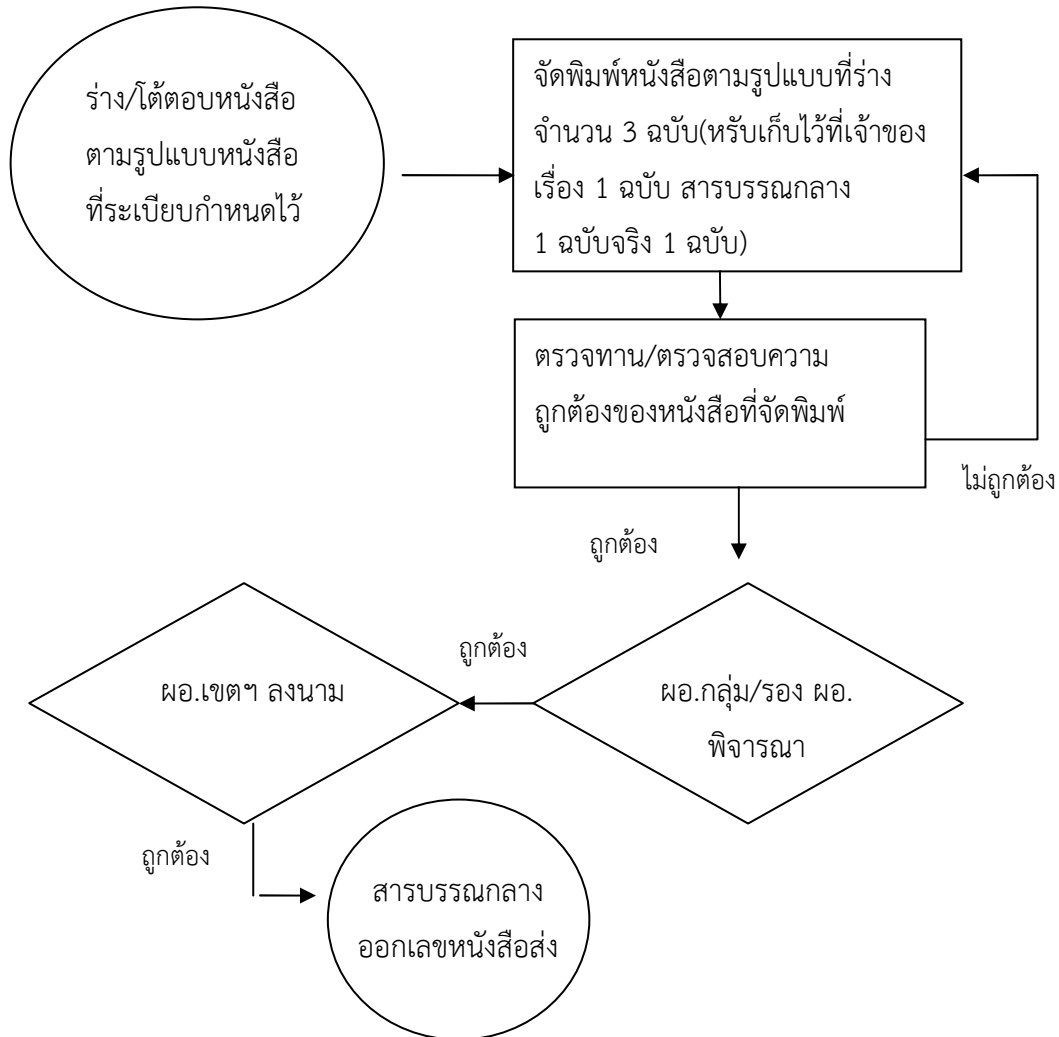 ร่าง/โต้ตอบหนังสือ
ตามรูปแบบหนังสือ
ที่ระเบียบกำหนดไว้
จัดพิมพ์หนังสือตามรูปแบบที่ร่าง
จำนวน 3 ฉบับ(หรับเก็บไว้ที่เจ้าของ
เรื่อง 1 ฉบับ สารบรรณกลาง
1 ฉบับจริง 1 ฉบับ)
ตรวจทาน/ตรวจสอบความ
ถูกต้องของหนังสือที่จัดพิมพ์
ไม่ถูกต้อง
ถูกต้อง
ผอ.กลุ่ม/รอง ผอ.
พิจารณา
ถูกต้อง
ผอ.เขตฯ ลงนาม
ถูกต้อง
สารบรรณกลาง
ออกเลขหนังสือส่ง